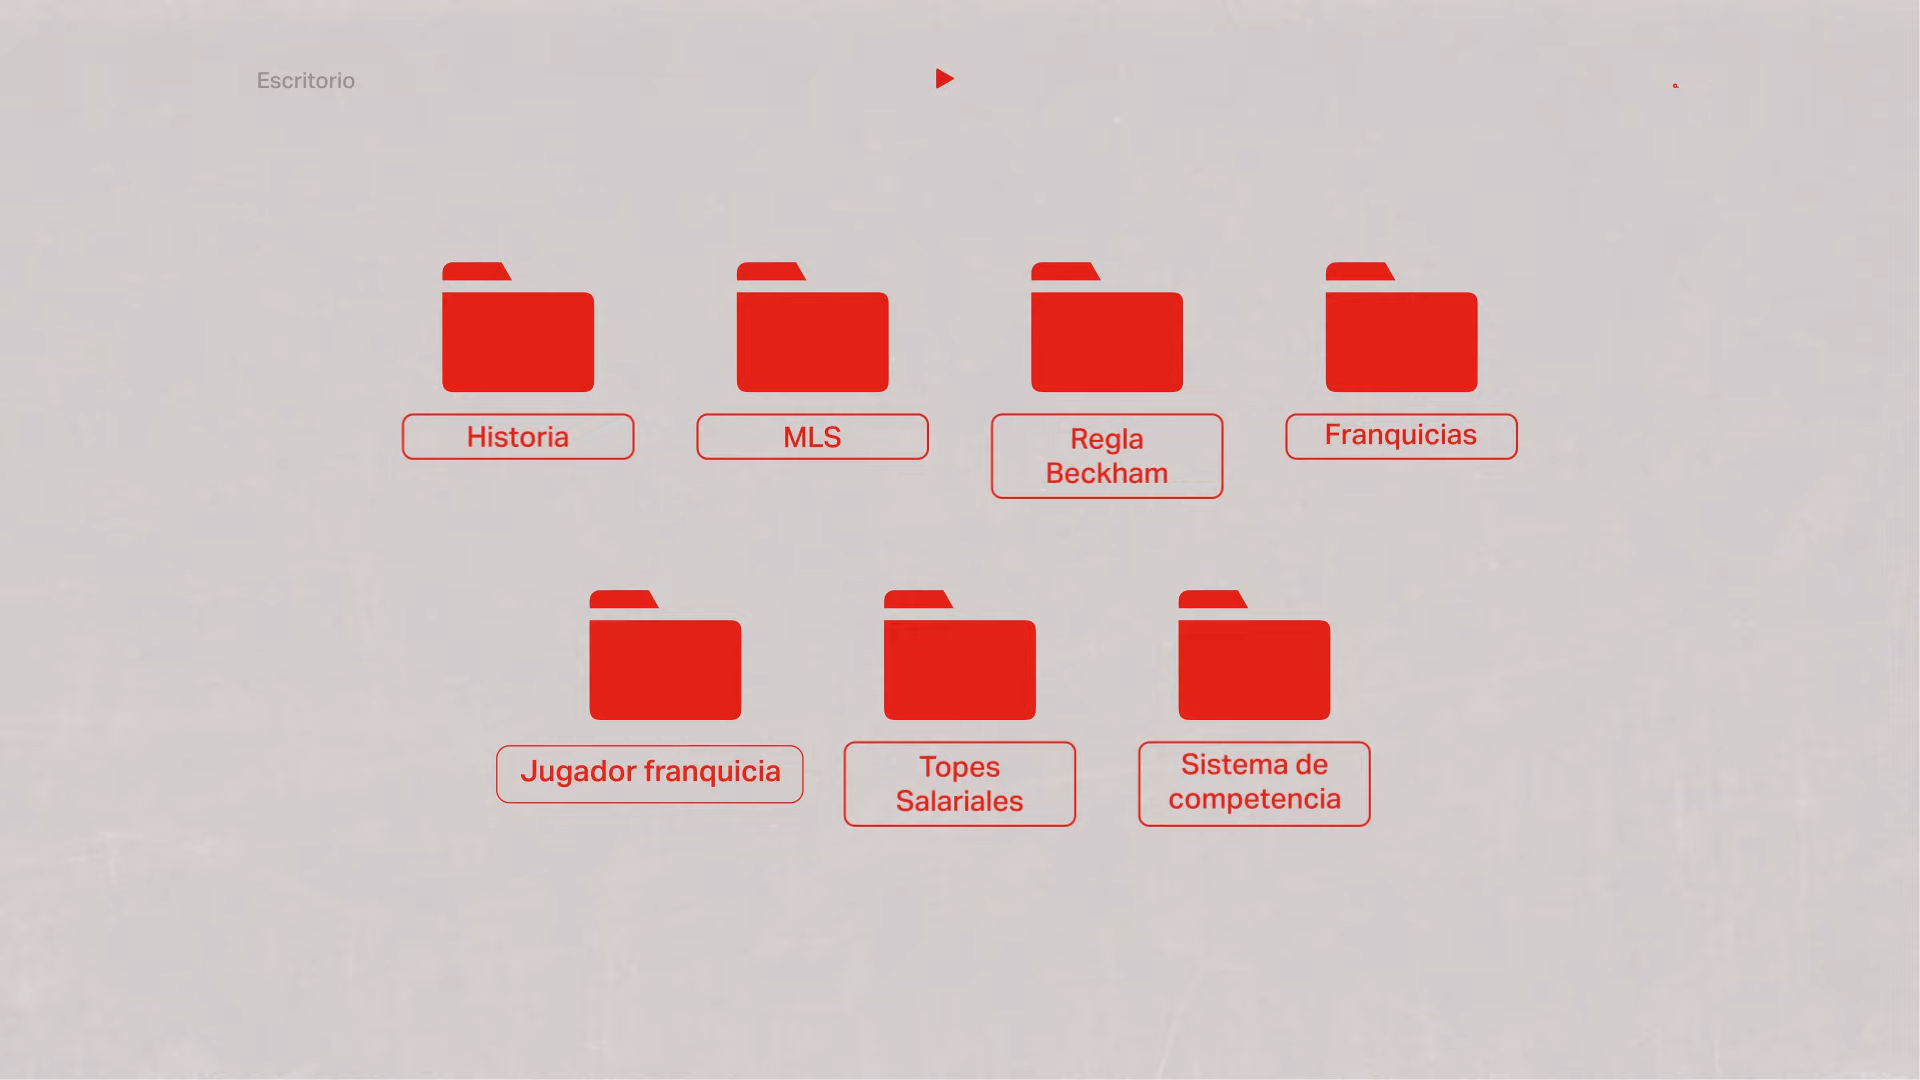 Escritorio
Historia
MLS
Regla
Beckham
Franquicias
Jugador franquicia
Topes
Salariales
Sistema de
competencia